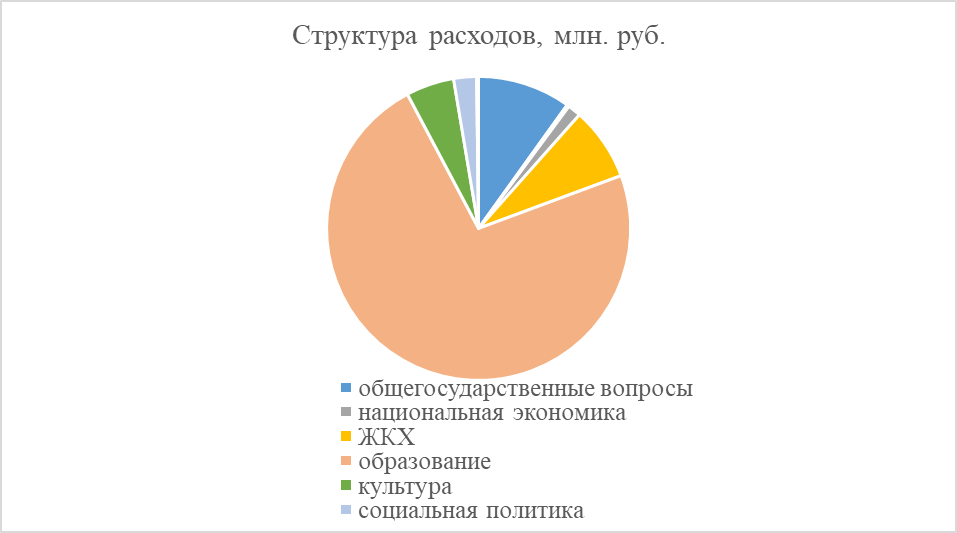 Структура расходов, млн. руб.
общегосударственные вопросы
национальная экономика
ЖКХ
образование
культура
социальная политика